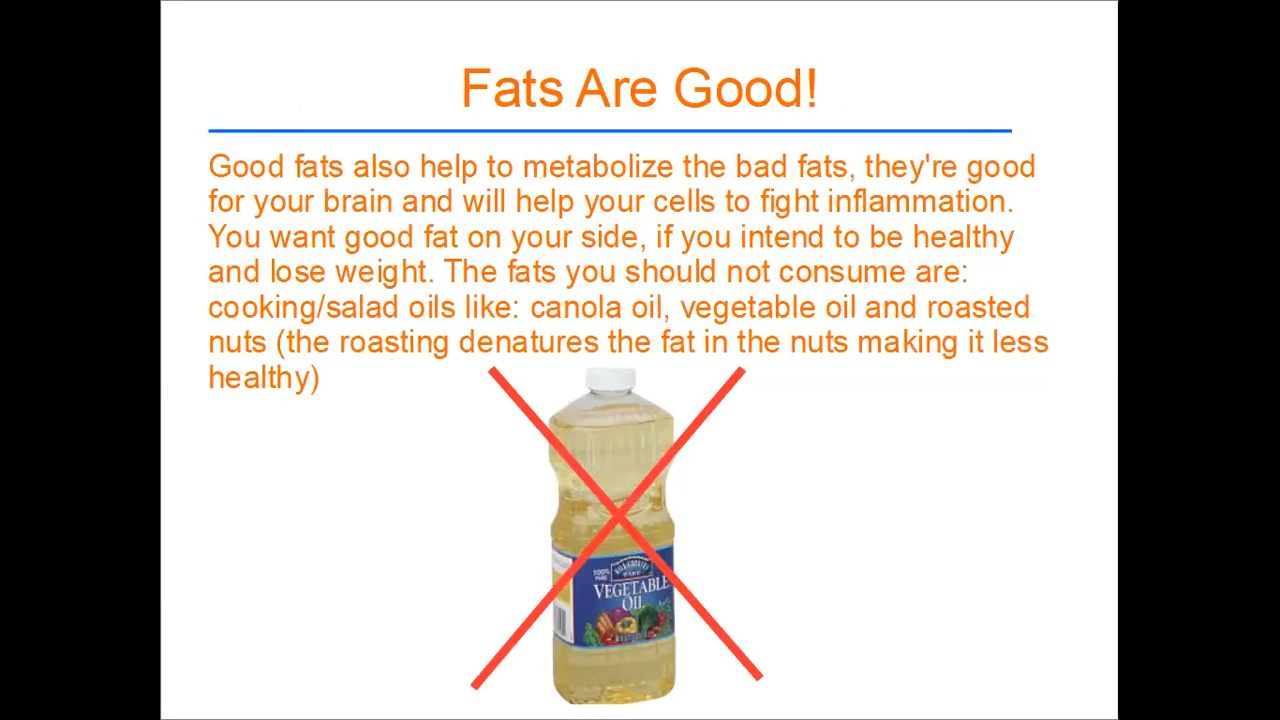 Fats Are Good!
Good fats also help to metabolize the bad fats, they're good
for your brain and will help your cells to fight inflammation.
You want good fat on your side, if you intend to be healthy
and lose weight. The fats you should not consume are:
cooking/salad oils like: canola oil, vegetable oil and roasted
nuts (the roasting denatures the fat in the nuts making it less
healthy)
100%
PURE
VEGETABLE
OIL